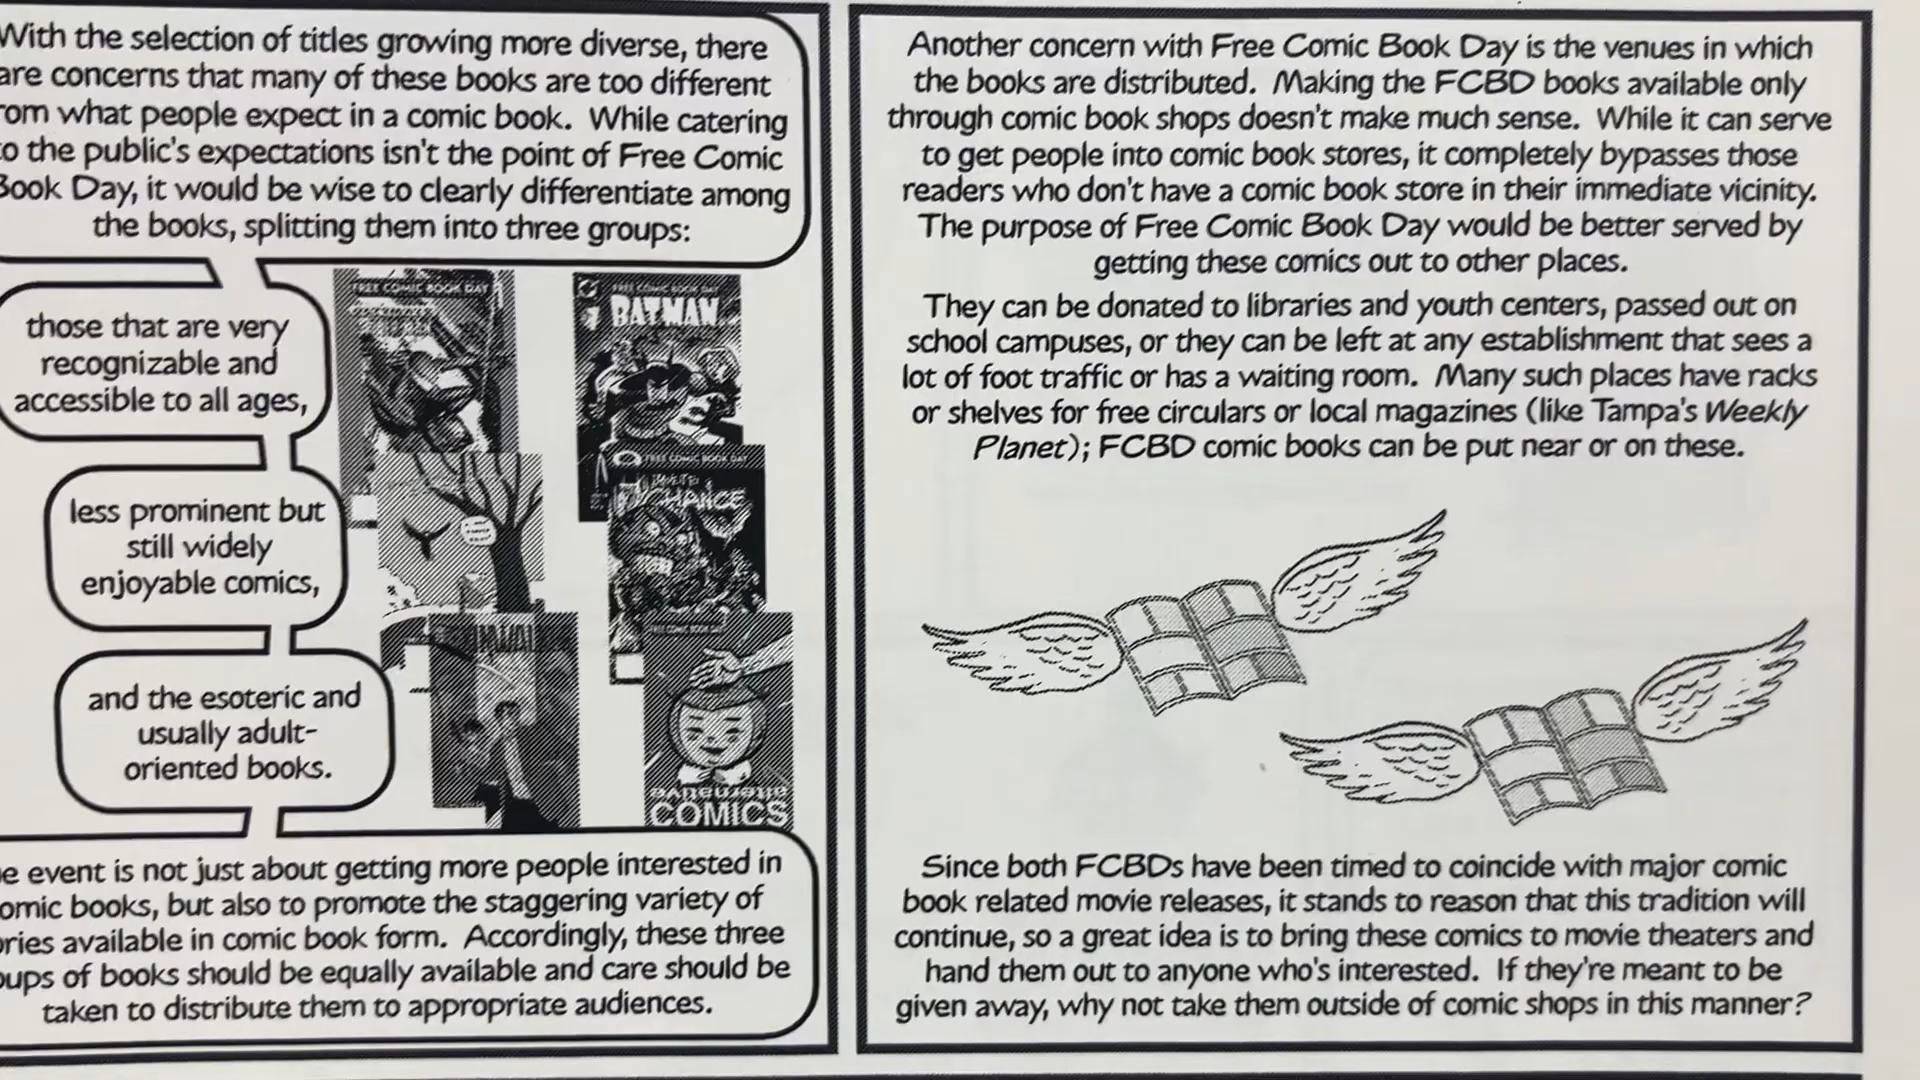 With the selection of titles growing more diverse, there
are concerns that many of these books are too different
from what people expect in a comic book. While catering
to the public's expectations isn't the point of Free Comic
Book Day, it would be wise to clearly differentiate among
the books, splitting them into three groups:
those that are very
recognizable and
accessible to all ages,
FREE COMIC BOOK DAY
FREE COMIC BOOK DAY
BATMAN
less prominent but
still widely
enjoyable comics,
FREE COMIC BOOK DAY
CHANCE
and the esoteric and
usually adult-
oriented books.
COMICS
e event is not just about getting more people interested in
omic books, but also to promote the staggering variety of
ories available in comic book form. Accordingly, these three
oups of books should be equally available and care should be
taken to distribute them to appropriate audiences.
Another concern with Free Comic Book Day is the venues in which
the books are distributed. Making the FCBD books available only
through comic book shops doesn't make much sense. While it can serve
to get people into comic book stores, it completely bypasses those
readers who don't have a comic book store in their immediate vicinity.
The purpose of Free Comic Book Day would be better served by
getting these comics out to other places.
They can be donated to libraries and youth centers, passed out on
school campuses, or they can be left at any establishment that sees a
lot of foot traffic or has a waiting room. Many such places have racks
or shelves for free circulars or local magazines (like Tampa's Weekly
Planet); FCBD comic books can be put near or on these.
Since both FCBDs have been timed to coincide with major comic
book related movie releases, it stands to reason that this tradition will
continue, so a great idea is to bring these comics to movie theaters and
hand them out to anyone who's interested. If they're meant to be
given away, why not take them outside of comic shops in this manner?